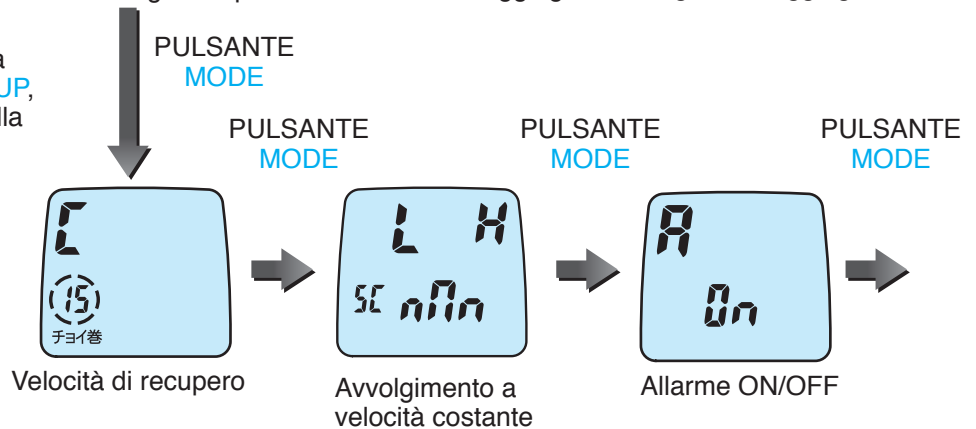 PULSANTE
MODE
UP,
PULSANTE
MODE
PULSANTE
MODE
PULSANTE
MODE
C
15
チョイ巻
L H
SC
A
On
Velocità di recupero
Avvolgimento a
velocità costante
Allarme ON/OFF